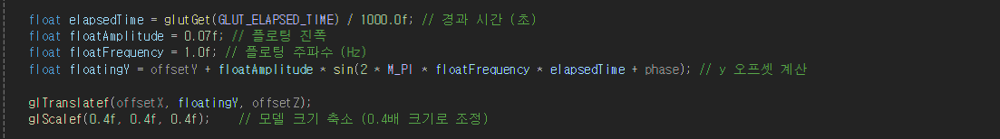 float elapsedTime = glutGet(GLUT_ELAPSED_TIME) / 1000.0f; // 경과 시간 (초)
float floatAmplitude = 0.07f; // 플로팅 진폭
float floatFrequency = 1.0f; // 플로팅 주파수 (Hz)
float floatingY = offsetY + floatAmplitude * sin(2 * M_PI * floatFrequency * elapsedTime + phase); // y 오프셋 계산
glTranslatef(offsetX, floatingY, offsetZ);
glScalef(0.4f, 0.4f, 0.4f);    // 모델 크기 축소 (0.4배 크기로 조정)